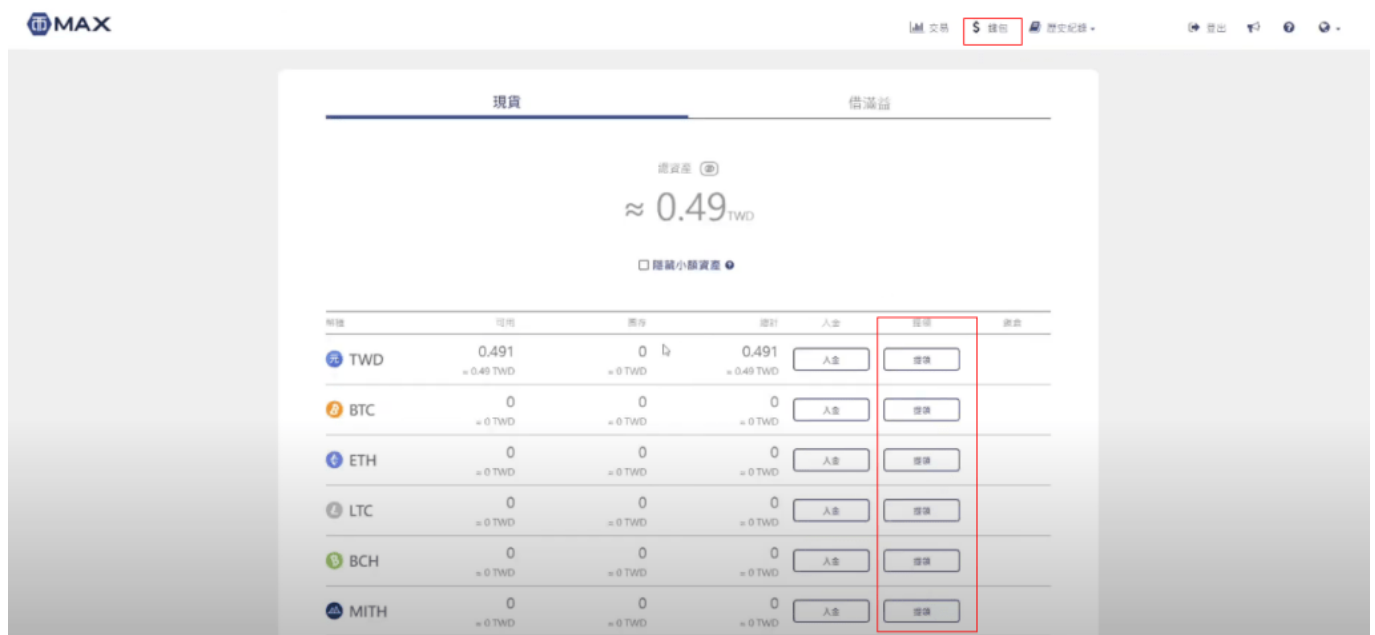 MAX 交易 $ 錢包 歷史紀錄 登出
現貨 借滿益
總資產
≈ 0.49 TWD
隱藏小額資產
幣種 可用 圈存 總計 入金 提領
TWD 0.491 0 0.491 入金 提領
≈ 0.49 TWD ≈ 0 TWD ≈ 0.49 TWD
BTC 0 0 0 入金 提領
≈ 0 TWD ≈ 0 TWD ≈ 0 TWD
ETH 0 0 0 入金 提領
≈ 0 TWD ≈ 0 TWD ≈ 0 TWD
LTC 0 0 0 入金 提領
≈ 0 TWD ≈ 0 TWD ≈ 0 TWD
BCH 0 0 0 入金 提領
≈ 0 TWD ≈ 0 TWD ≈ 0 TWD
MITH 0 0 0 入金 提領
≈ 0 TWD ≈ 0 TWD ≈ 0 TWD